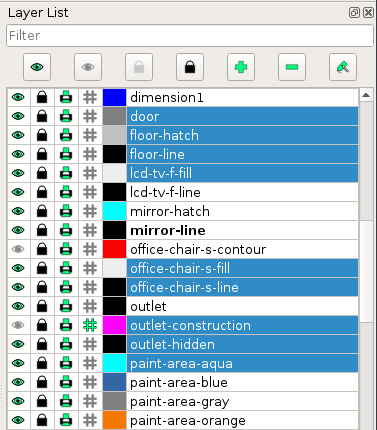 Layer List
Filter
dimension1
door
floor-hatch
floor-line
lcd-tv-f-fill
lcd-tv-f-line
mirror-hatch
mirror-line
office-chair-s-contour
office-chair-s-fill
office-chair-s-line
outlet
outlet-construction
outlet-hidden
paint-area-aqua
paint-area-blue
paint-area-gray
paint-area-orange